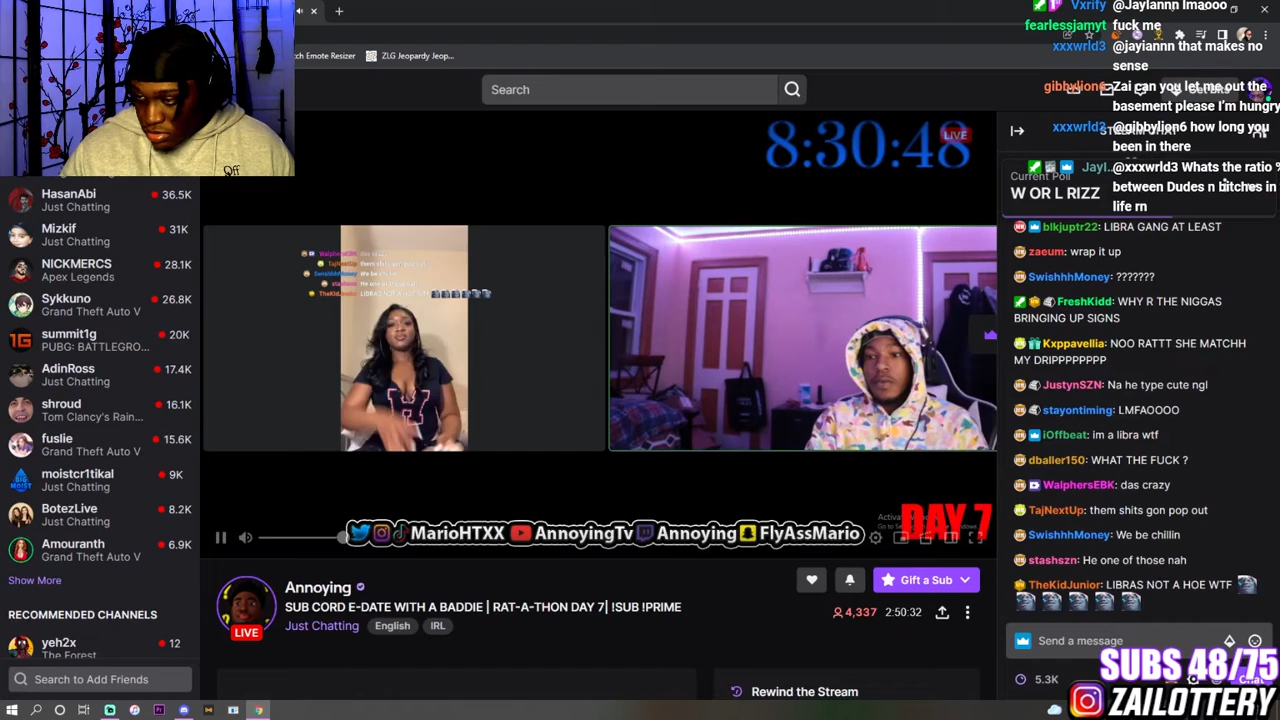 itch Emote Resizer
ZLG Jeopardy Jeop...
Search
Vxrify @Jaylannn lmaooo
fearlessjamyt fuck me
xxxwrld3 @jayiannn that makes no
sense
gibbylion6 Zai can you let me out the
basement please I'm hungry
xxxwrld3 @gibbylion6 how long you
been in there
Jayl... @xxxwrld3 Whats the ratio %
between Dudes n bitches in
life rn
Current Poll
W OR L RIZZ
8:30:48
LIVE
Off
HasanAbi 36.5K
Just Chatting
Mizkif 31K
Just Chatting
NICKMERCS 28.1K
Apex Legends
Sykkuno 26.8K
Grand Theft Auto V
summit1g 20K
PUBG: BATTLEGRO...
AdinRoss 17.4K
Just Chatting
shroud 16.1K
Tom Clancy's Rain...
fuslie 15.6K
Grand Theft Auto V
moistcr1tikal 9K
Just Chatting
BotezLive 8.2K
Just Chatting
Amouranth 6.9K
Grand Theft Auto V
Show More
RECOMMENDED CHANNELS
yeh2x 12
The Forest
Search to Add Friends
DAY 7
MarioHTXX AnnoyingTv Annoying FlyAssMario
Annoying
SUB CORD E-DATE WITH A BADDIE | RAT-A-THON DAY 7| !SUB !PRIME
Just Chatting English IRL
LIVE
Gift a Sub
4,337 2:50:32
Rewind the Stream
blkjuptr22: LIBRA GANG AT LEAST
zaeum: wrap it up
SwishhhMoney: ???????
FreshKidd: WHY R THE NIGGAS
BRINGING UP SIGNS
Kxppavellia: NOO RATTT SHE MATCHH
MY DRIPPPPPPPP
JustynSZN: Na he type cute ngl
stayontiming: LMFAOOOO
iOffbeat: im a libra wtf
dballer150: WHAT THE FUCK ?
WalphersEBK: das crazy
TajNextUp: them shits gon pop out
SwishhhMoney: We be chillin
stashszn: He one of those nah
TheKidJunior: LIBRAS NOT A HOE WTF
Send a message
5.3K
SUBS 48/75
ZAILOTTERY